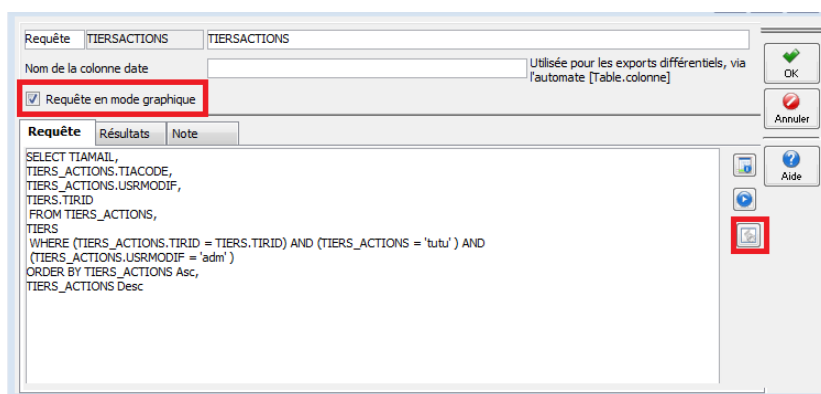 Requête TIERSACTIONS TIERSACTIONS
Nom de la colonne date Utilisée pour les exports différentiels, via
l'automate [Table.colonne]
Requête en mode graphique
OK
Annuler
Aide
Requête Résultats Note
SELECT TIAMAIL,
TIERS_ACTIONS.TIACODE,
TIERS_ACTIONS.USRMODIF,
TIERS.TIRID
FROM TIERS_ACTIONS,
TIERS
WHERE (TIERS_ACTIONS.TIRID = TIERS.TIRID) AND (TIERS_ACTIONS = 'tutu' ) AND
(TIERS_ACTIONS.USRMODIF = 'adm' )
ORDER BY TIERS_ACTIONS Asc,
TIERS_ACTIONS Desc